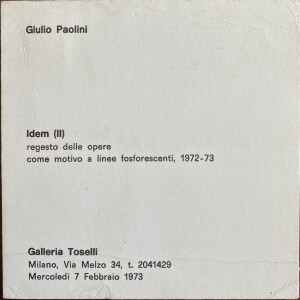 Giulio Paolini
Idem (II)
regesto delle opere
come motivo a linee fosforescenti, 1972-73
Galleria Toselli
Milano, Via Melzo 34, t. 2041429
Mercoledì 7 Febbraio 1973